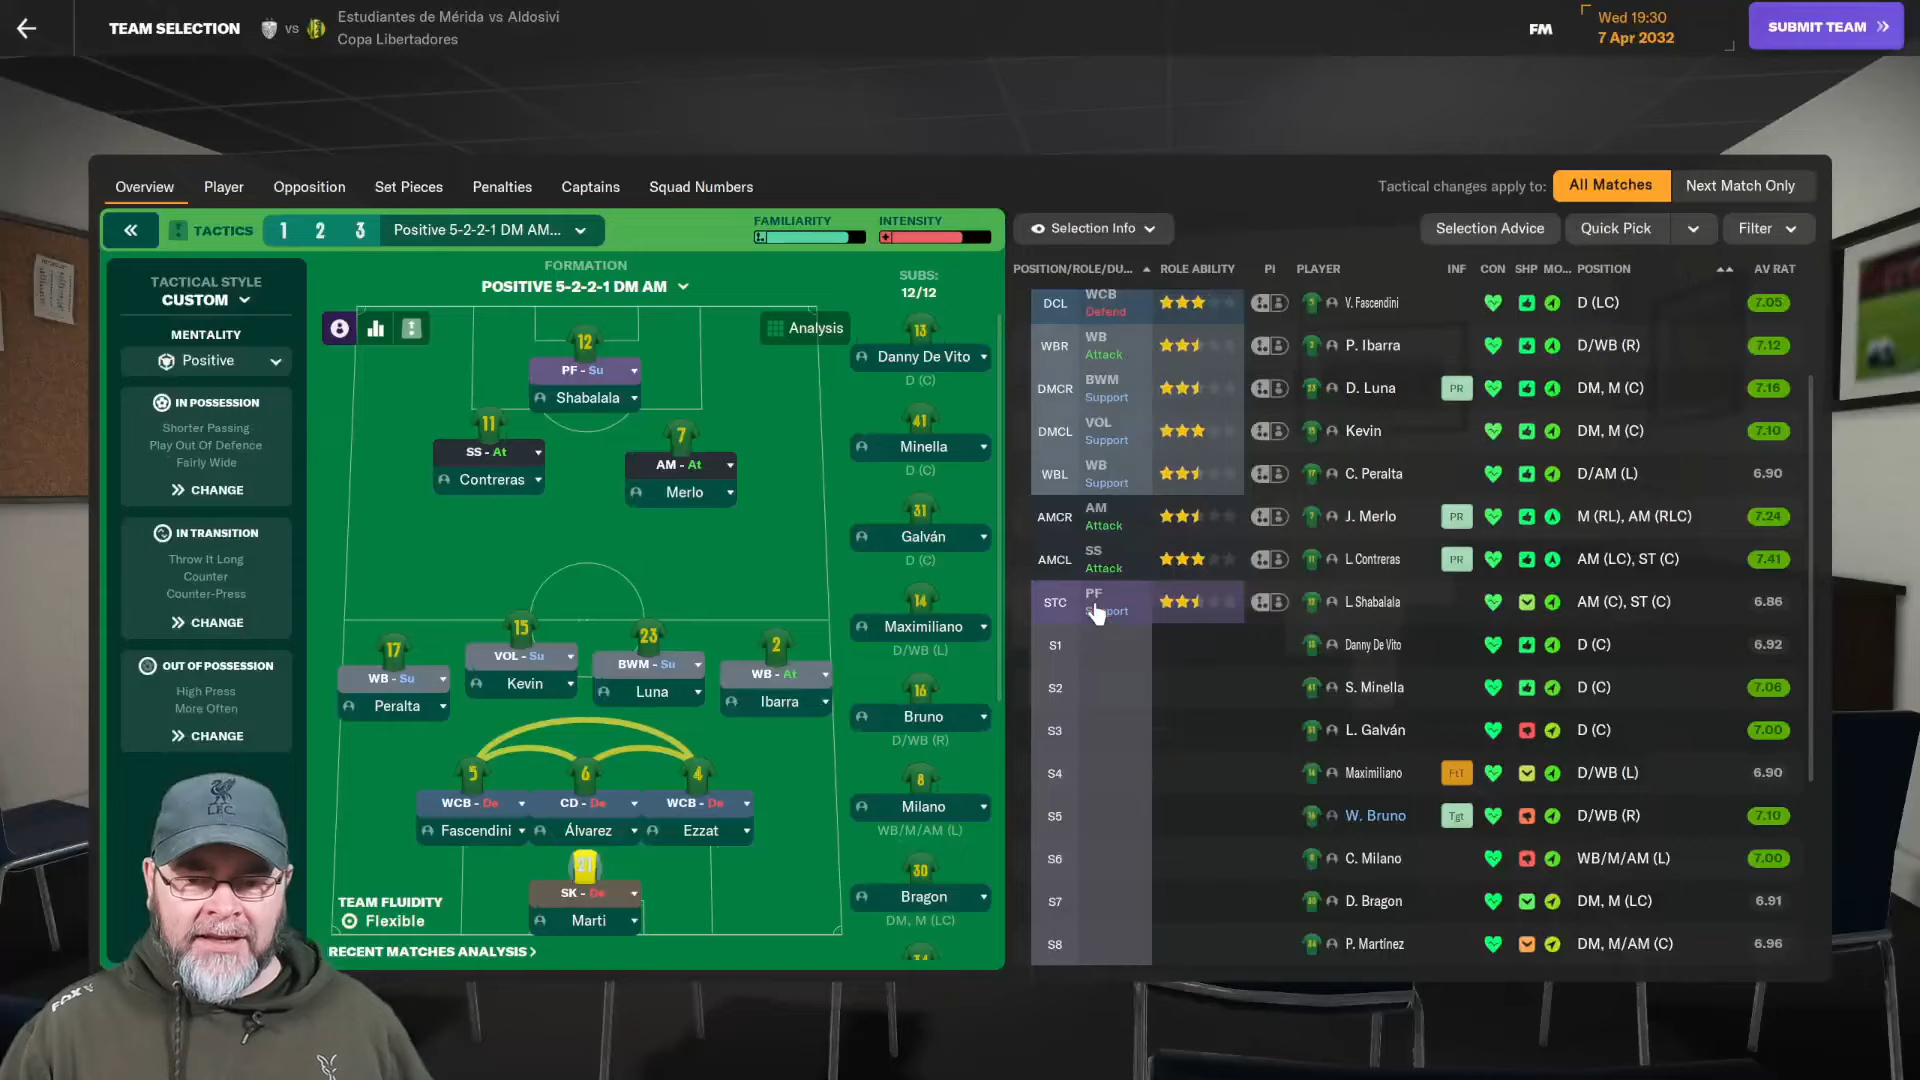 TEAM SELECTION
vs
Estudiantes de Mérida vs Aldosivi
Copa Libertadores
FM
Wed 19:30
7 Apr 2032
SUBMIT TEAM
Overview
Player
Opposition
Set Pieces
Penalties
Captains
Squad Numbers
Tactical changes apply to:
All Matches
Next Match Only
TACTICS
1 2 3
Positive 5-2-2-1 DM AM...
FAMILIARITY
INTENSITY
Selection Info
Selection Advice
Quick Pick
Filter
TACTICAL STYLE
CUSTOM
MENTALITY
Positive
IN POSSESSION
Shorter Passing
Play Out Of Defence
Fairly Wide
CHANGE
IN TRANSITION
Throw It Long
Counter
Counter-Press
CHANGE
OUT OF POSSESSION
High Press
More Often
CHANGE
FORMATION
POSITIVE 5-2-2-1 DM AM
Analysis
12
PF - Su
Shabalala
11
SS - At
Contreras
7
AM - At
Merlo
17
WB - Su
Peralta
15
VOL - Su
Kevin
23
BWM - Su
Luna
2
WB - At
Ibarra
5
WCB - De
Fascendini
6
CD - De
Álvarez
4
WCB - De
Ezzat
21
SK - De
Marti
TEAM FLUIDITY
Flexible
RECENT MATCHES ANALYSIS
SUBS:
12/12
13
Danny De Vito
D (C)
41
Minella
D (C)
31
Galván
D (C)
14
Maximiliano
D/WB (L)
16
Bruno
D/WB (R)
8
Milano
WB/M/AM (L)
30
Bragon
DM, M (LC)
POSITION/ROLE/DU... ROLE ABILITY PI PLAYER INF CON SHP MO... POSITION AV RAT
DCL WCB Defend V. Fascendini D (LC) 7.05
WBR WB Attack P. Ibarra D/WB (R) 7.12
DMCR BWM Support D. Luna PR DM, M (C) 7.16
DMCL VOL Support Kevin DM, M (C) 7.10
WBL WB Support C. Peralta D/AM (L) 6.90
AMCR AM Attack J. Merlo PR M (RL), AM (RLC) 7.24
AMCL SS Attack L. Contreras PR AM (LC), ST (C) 7.41
STC PF L. Shabalala AM (C), ST (C) 6.86
S1 Danny De Vito D (C) 6.92
S2 S. Minella D (C) 7.06
S3 L. Galván D (C) 7.00
S4 Maximiliano FtT D/WB (L) 6.90
S5 W. Bruno Tgt D/WB (R) 7.10
S6 C. Milano WB/M/AM (L) 7.00
S7 D. Bragon DM, M (LC) 6.91
S8 P. Martínez DM, M/AM (C) 6.96
L.F.C.
FOX